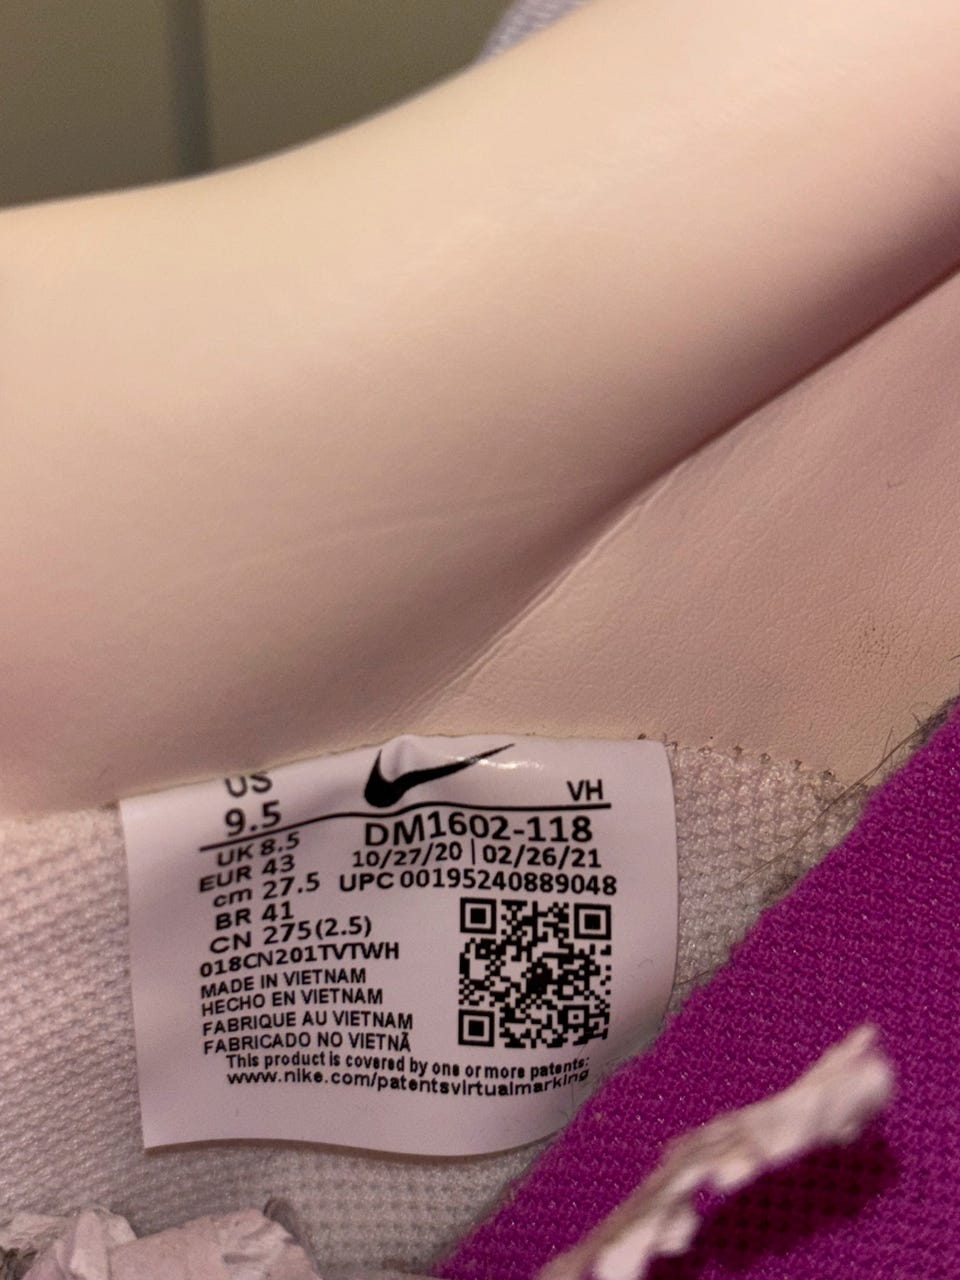 US
9.5
UK 8.5
EUR 43
cm 27.5
BR 41
CN 275(2.5)
VH
DM1602-118
10/27/20 | 02/26/21
UPC 00195240889048
018CN201TVTWH
MADE IN VIETNAM
HECHO EN VIETNAM
FABRIQUE AU VIETNAM
FABRICADO NO VIETNÃ
This product is covered by one or more patents:
www.nike.com/patentsvirtualmarking